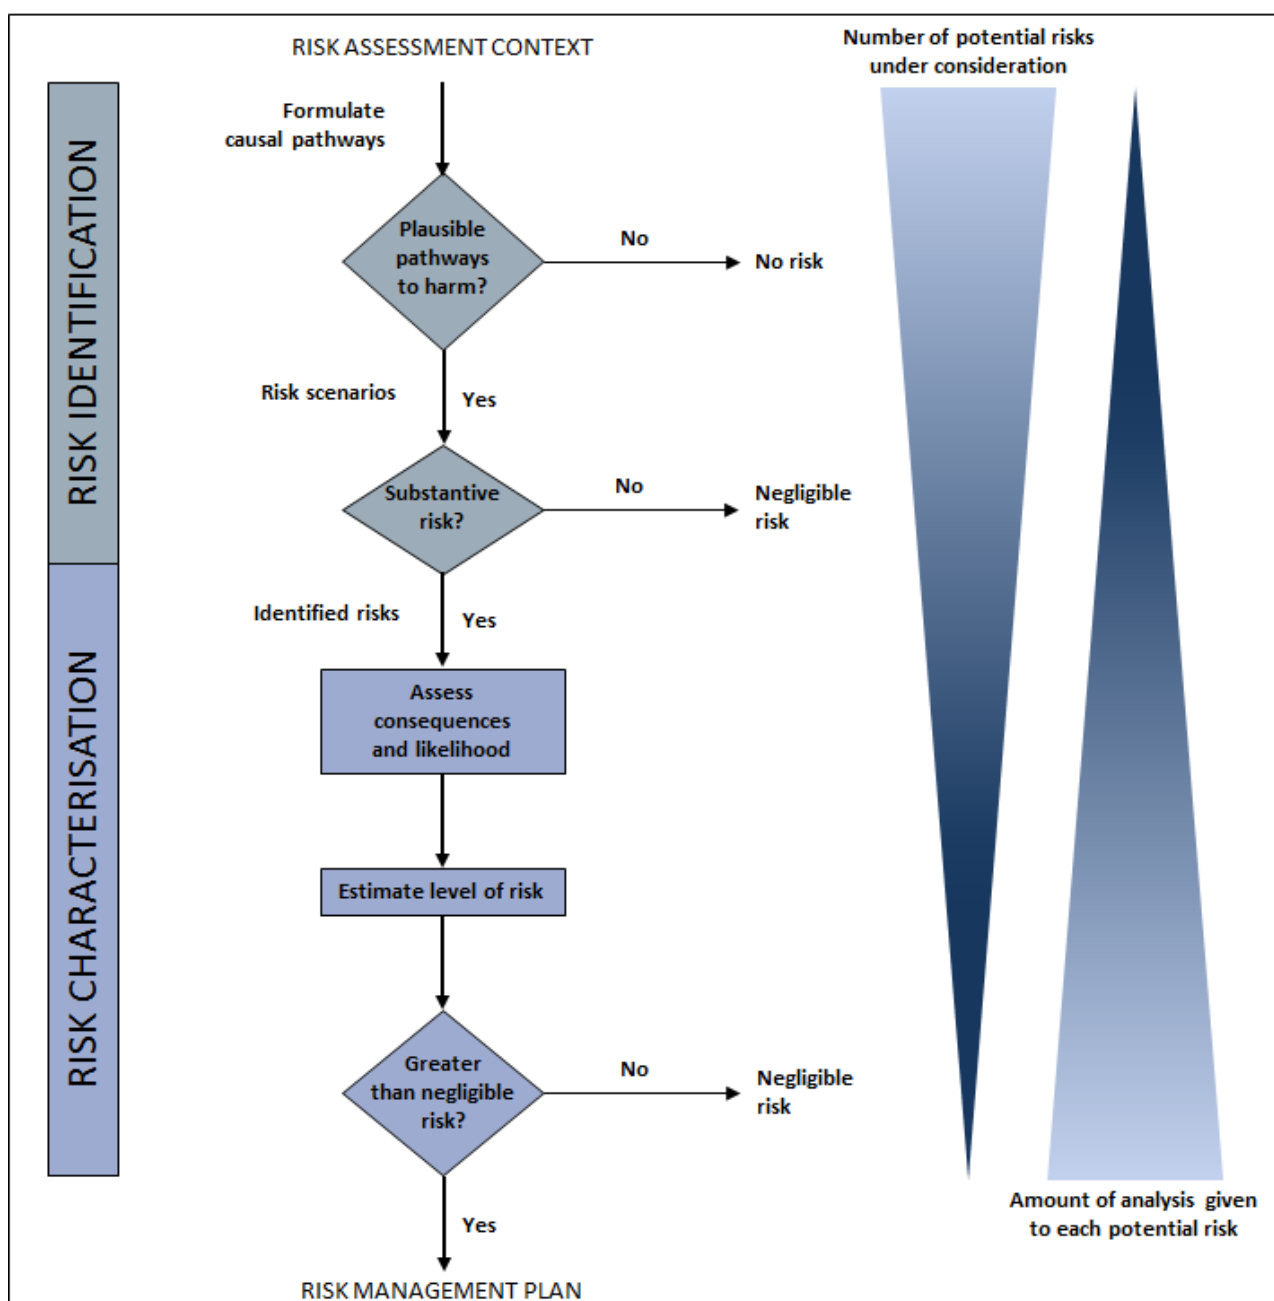 RISK ASSESSMENT CONTEXT
Number of potential risks
under consideration
RISK IDENTIFICATION
Formulate
causal pathways
Plausible
pathways
to harm?
No
No risk
Risk scenarios
Yes
Substantive
risk?
No
Negligible
risk
RISK CHARACTERISATION
Identified risks
Yes
Assess
consequences
and likelihood
Estimate level of risk
Greater
than negligible
risk?
No
Negligible
risk
Yes
Amount of analysis given
to each potential risk
RISK MANAGEMENT PLAN